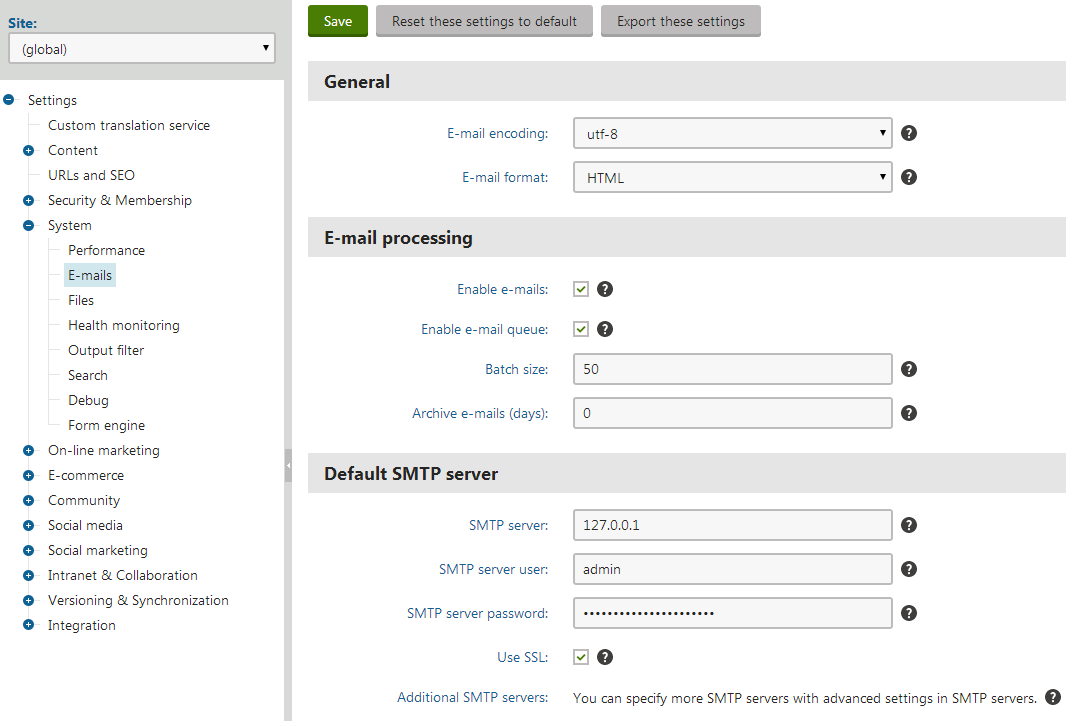 Site:
(global)
Settings
Custom translation service
Content
URLs and SEO
Security & Membership
System
Performance
E-mails
Files
Health monitoring
Output filter
Search
Debug
Form engine
On-line marketing
E-commerce
Community
Social media
Social marketing
Intranet & Collaboration
Versioning & Synchronization
Integration
Save Reset these settings to default Export these settings
General
E-mail encoding: utf-8 ?
E-mail format: HTML ?
E-mail processing
Enable e-mails: ?
Enable e-mail queue: ?
Batch size: 50 ?
Archive e-mails (days): 0 ?
Default SMTP server
SMTP server: 127.0.0.1 ?
SMTP server user: admin ?
SMTP server password: •••••••••••••••••••••• ?
Use SSL: ?
Additional SMTP servers: You can specify more SMTP servers with advanced settings in SMTP servers. ?